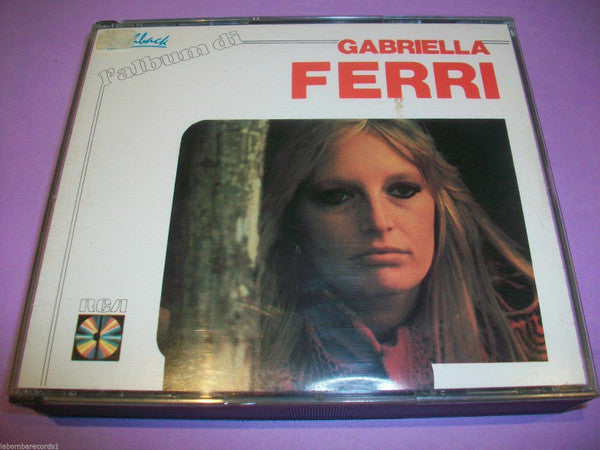 l'album di
GABRIELLA
FERRI
RCA
labomberecords1